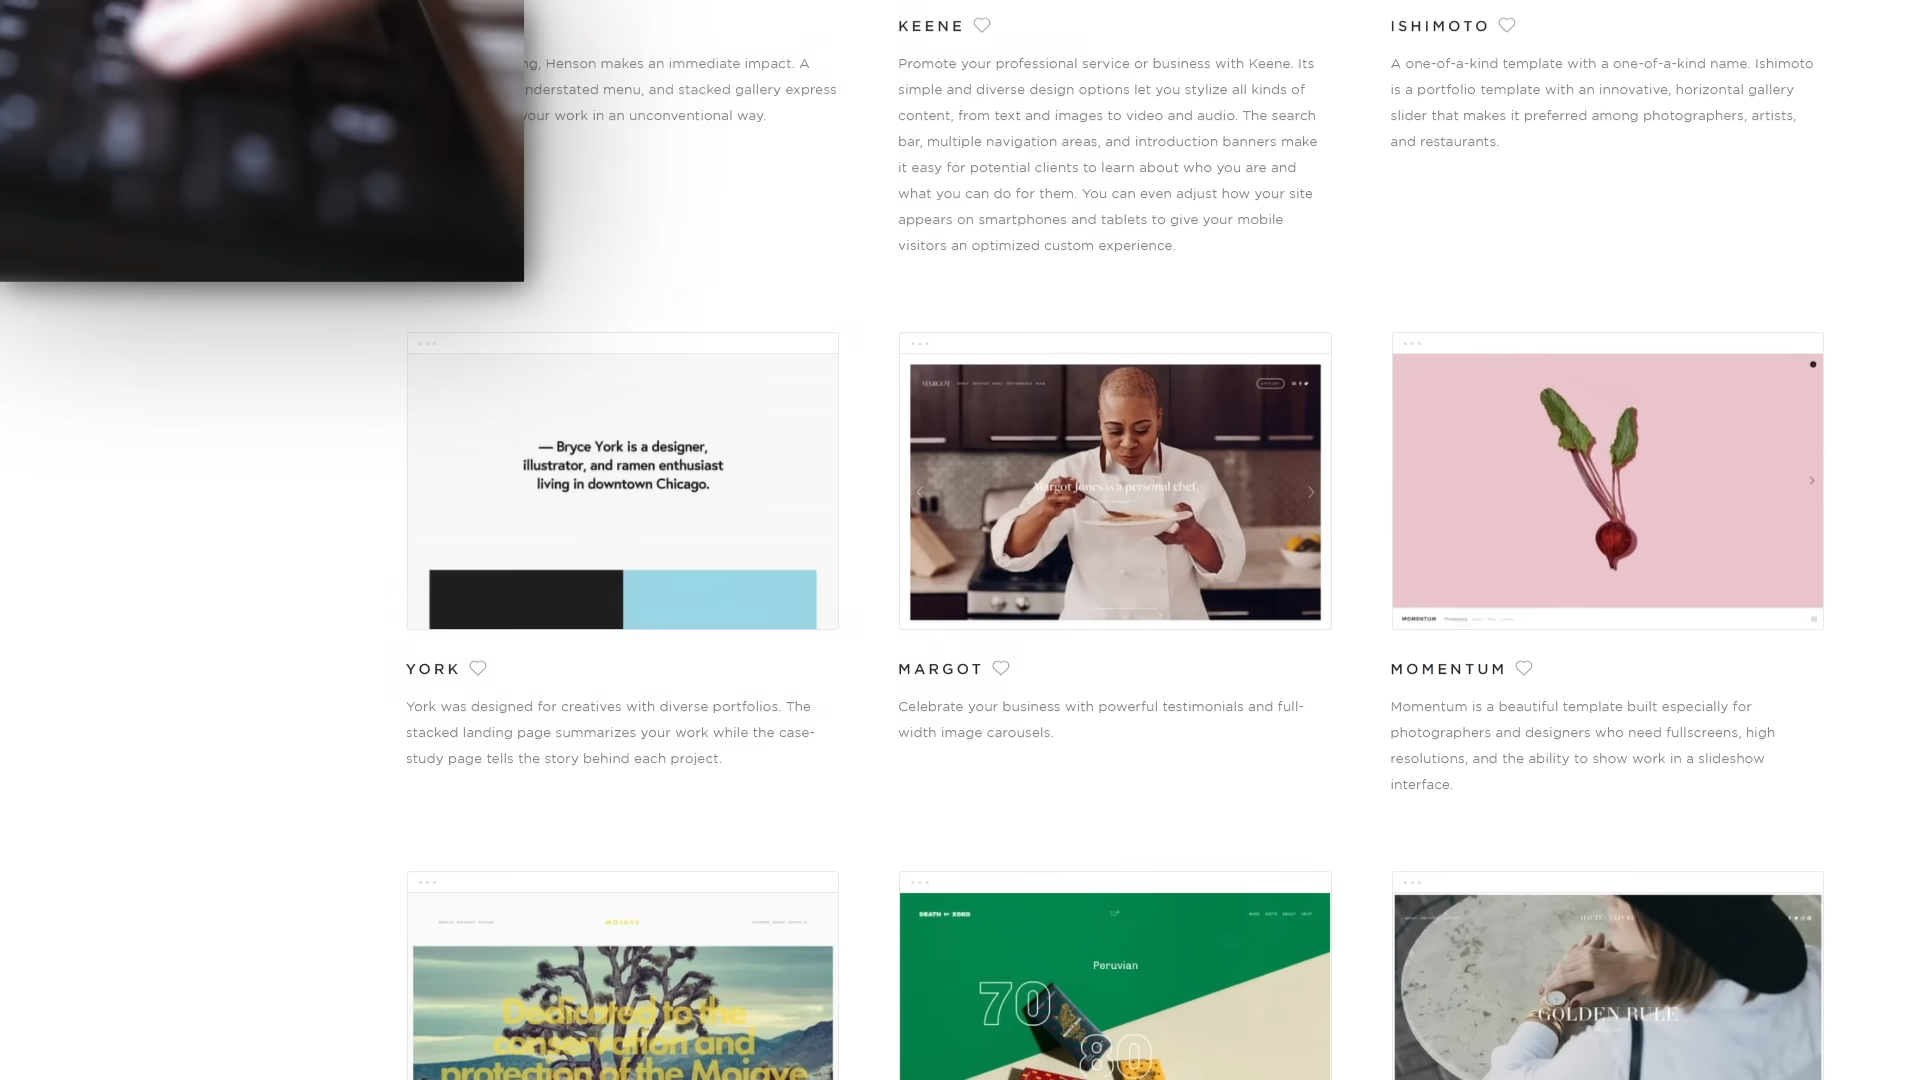 KEENE
ISHIMOTO
Henson makes an immediate impact. A
understated menu, and stacked gallery express
your work in an unconventional way.
Promote your professional service or business with Keene. Its
simple and diverse design options let you stylize all kinds of
content, from text and images to video and audio. The search
bar, multiple navigation areas, and introduction banners make
it easy for potential clients to learn about who you are and
what you can do for them. You can even adjust how your site
appears on smartphones and tablets to give your mobile
visitors an optimized custom experience.
A one-of-a-kind template with a one-of-a-kind name. Ishimoto
is a portfolio template with an innovative, horizontal gallery
slider that makes it preferred among photographers, artists,
and restaurants.
— Bryce York is a designer,
illustrator, and ramen enthusiast
living in downtown Chicago.
MARGOT
Margot Jones is a personal chef.
MOMENTUM
YORK
MARGOT
MOMENTUM
York was designed for creatives with diverse portfolios. The
stacked landing page summarizes your work while the case-
study page tells the story behind each project.
Celebrate your business with powerful testimonials and full-
width image carousels.
Momentum is a beautiful template built especially for
photographers and designers who need fullscreens, high
resolutions, and the ability to show work in a slideshow
interface.
MOJAVE
Dedicated to the
conservation and
protection of the Mojave
DEATH BY XOKO
Peruvian
70
80
GOLDEN RULE